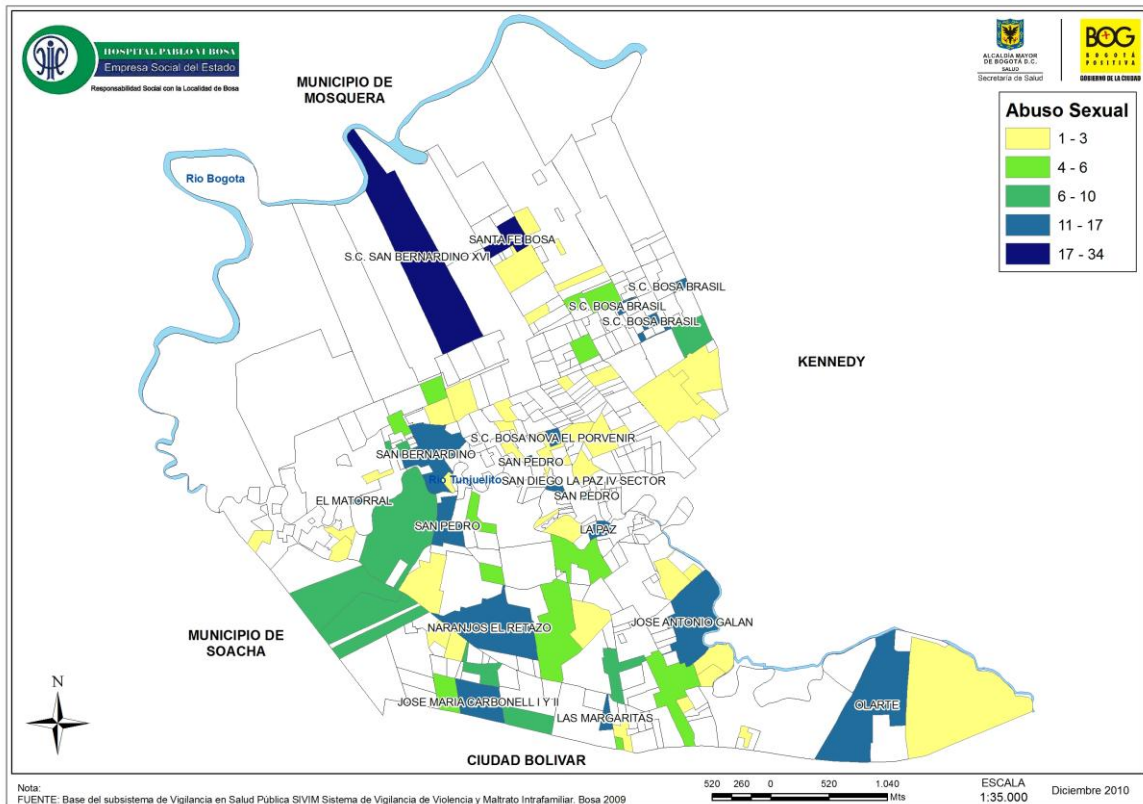 HOSPITAL PABLO VI BOSA
Empresa Social del Estado
Responsabilidad Social con la Localidad de Bosa
ALCALDÍA MAYOR
DE BOGOTÁ D.C.
SALUD
Secretaría de Salud
BOG
BOGOTÁ
POSITIVA
GOBIERNO DE LA CIUDAD
Abuso Sexual
1 - 3
4 - 6
6 - 10
11 - 17
17 - 34
MUNICIPIO DE
MOSQUERA
Rio Bogota
SANTA FE BOSA
S.C. SAN BERNARDINO XVI
S.C. BOSA BRASIL
S.C. BOSA BRASIL
S.C. BOSA BRASIL
KENNEDY
S.C. BOSA NOVA EL PORVENIR
SAN BERNARDINO
SAN PEDRO
Rio Tunjuelito
SAN DIEGO LA PAZ IV SECTOR
SAN PEDRO
EL MATORRAL
SAN PEDRO
LA PAZ
NARANJOS EL RETAZO
JOSE ANTONIO GALAN
MUNICIPIO DE
SOACHA
N
JOSE MARIA CARBONELL I Y II
LAS MARGARITAS
OLARTE
CIUDAD BOLIVAR
Nota:
FUENTE: Base del subsistema de Vigilancia en Salud Pública SIVIM Sistema de Vigilancia de Violencia y Maltrato Intrafamiliar. Bosa 2009
520 260 0 520 1.040
Mts
ESCALA
1:35.000
Diciembre 2010